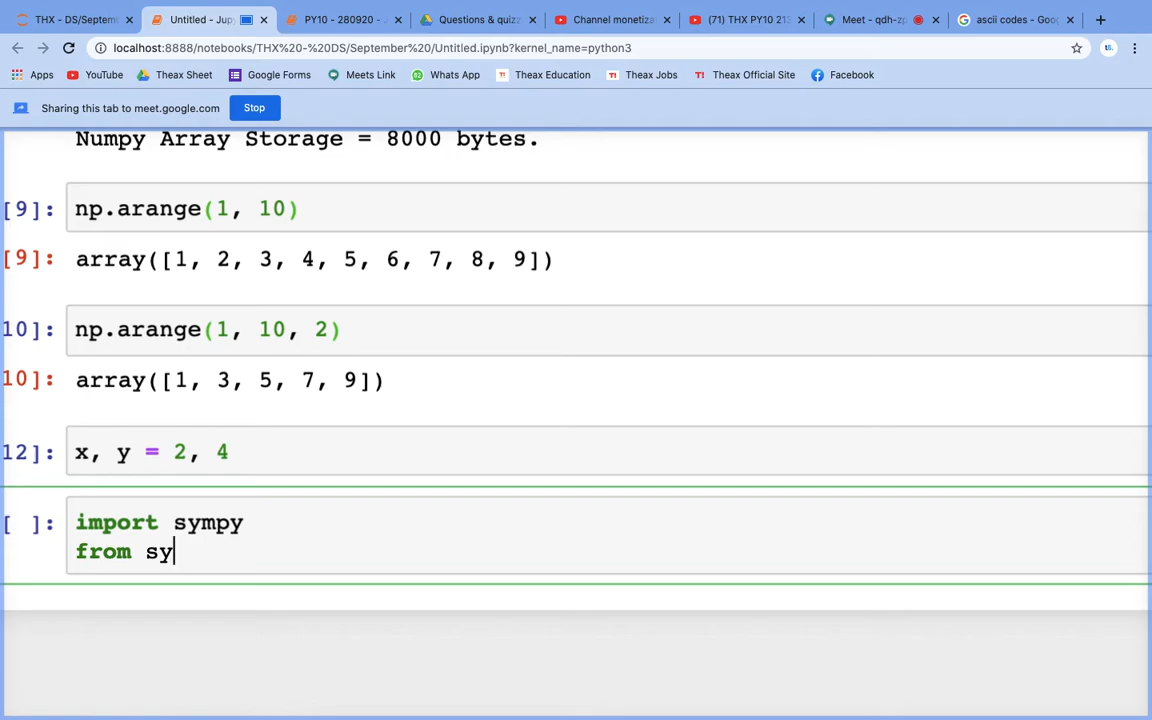 THX - DS/Septemb
Untitled - Jup
PY10 - 280920 - J
Questions & quizz
Channel monetiza
(71) THX PY10 213
Meet - qdh-zp
ascii codes - Goo
localhost:8888/notebooks/THX%20-%20DS/September%20/Untitled.ipynb?kernel_name=python3
Apps
YouTube
Theax Sheet
Google Forms
Meets Link
Whats App
Theax Education
Theax Jobs
Theax Official Site
Facebook
Sharing this tab to meet.google.com
Stop
Numpy Array Storage = 8000 bytes.
[9]: np.arange(1, 10)
[9]: array([1, 2, 3, 4, 5, 6, 7, 8, 9])
10]: np.arange(1, 10, 2)
10]: array([1, 3, 5, 7, 9])
12]: x, y = 2, 4
[ ]: import sympy
from sy